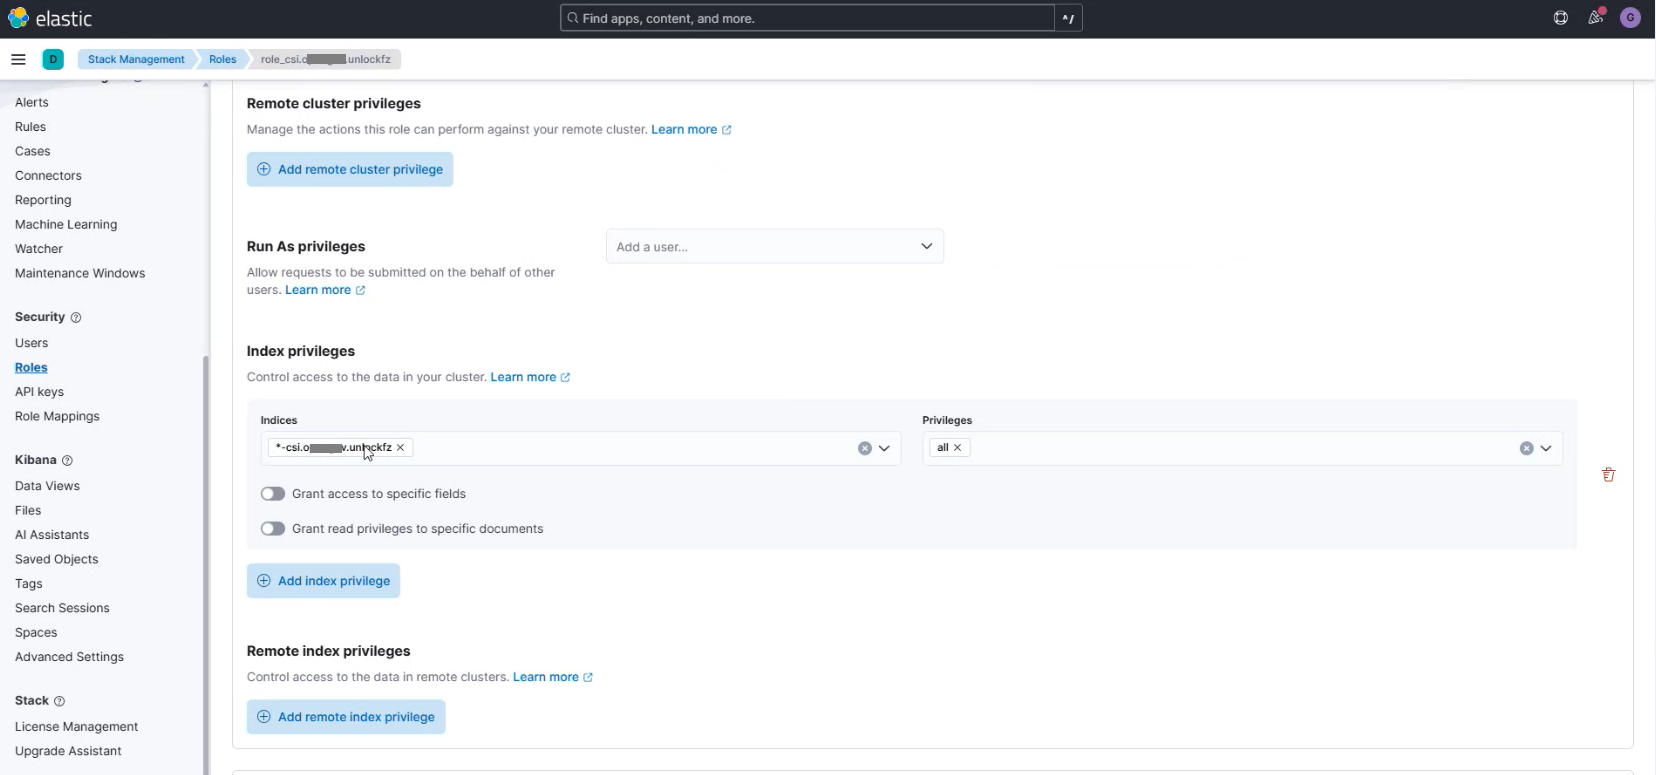 elastic
Find apps, content, and more.
^/
G
D
Stack Management
Roles
role_csi.o unlockfz
Alerts
Rules
Cases
Connectors
Reporting
Machine Learning
Watcher
Maintenance Windows
Security
Users
Roles
API keys
Role Mappings
Kibana
Data Views
Files
AI Assistants
Saved Objects
Tags
Search Sessions
Spaces
Advanced Settings
Stack
License Management
Upgrade Assistant
Remote cluster privileges
Manage the actions this role can perform against your remote cluster. Learn more
Add remote cluster privilege
Run As privileges
Add a user...
Allow requests to be submitted on the behalf of other
users. Learn more
Index privileges
Control access to the data in your cluster. Learn more
Indices
Privileges
*-csi.o v.unlockfz
all
Grant access to specific fields
Grant read privileges to specific documents
Add index privilege
Remote index privileges
Control access to the data in remote clusters. Learn more
Add remote index privilege